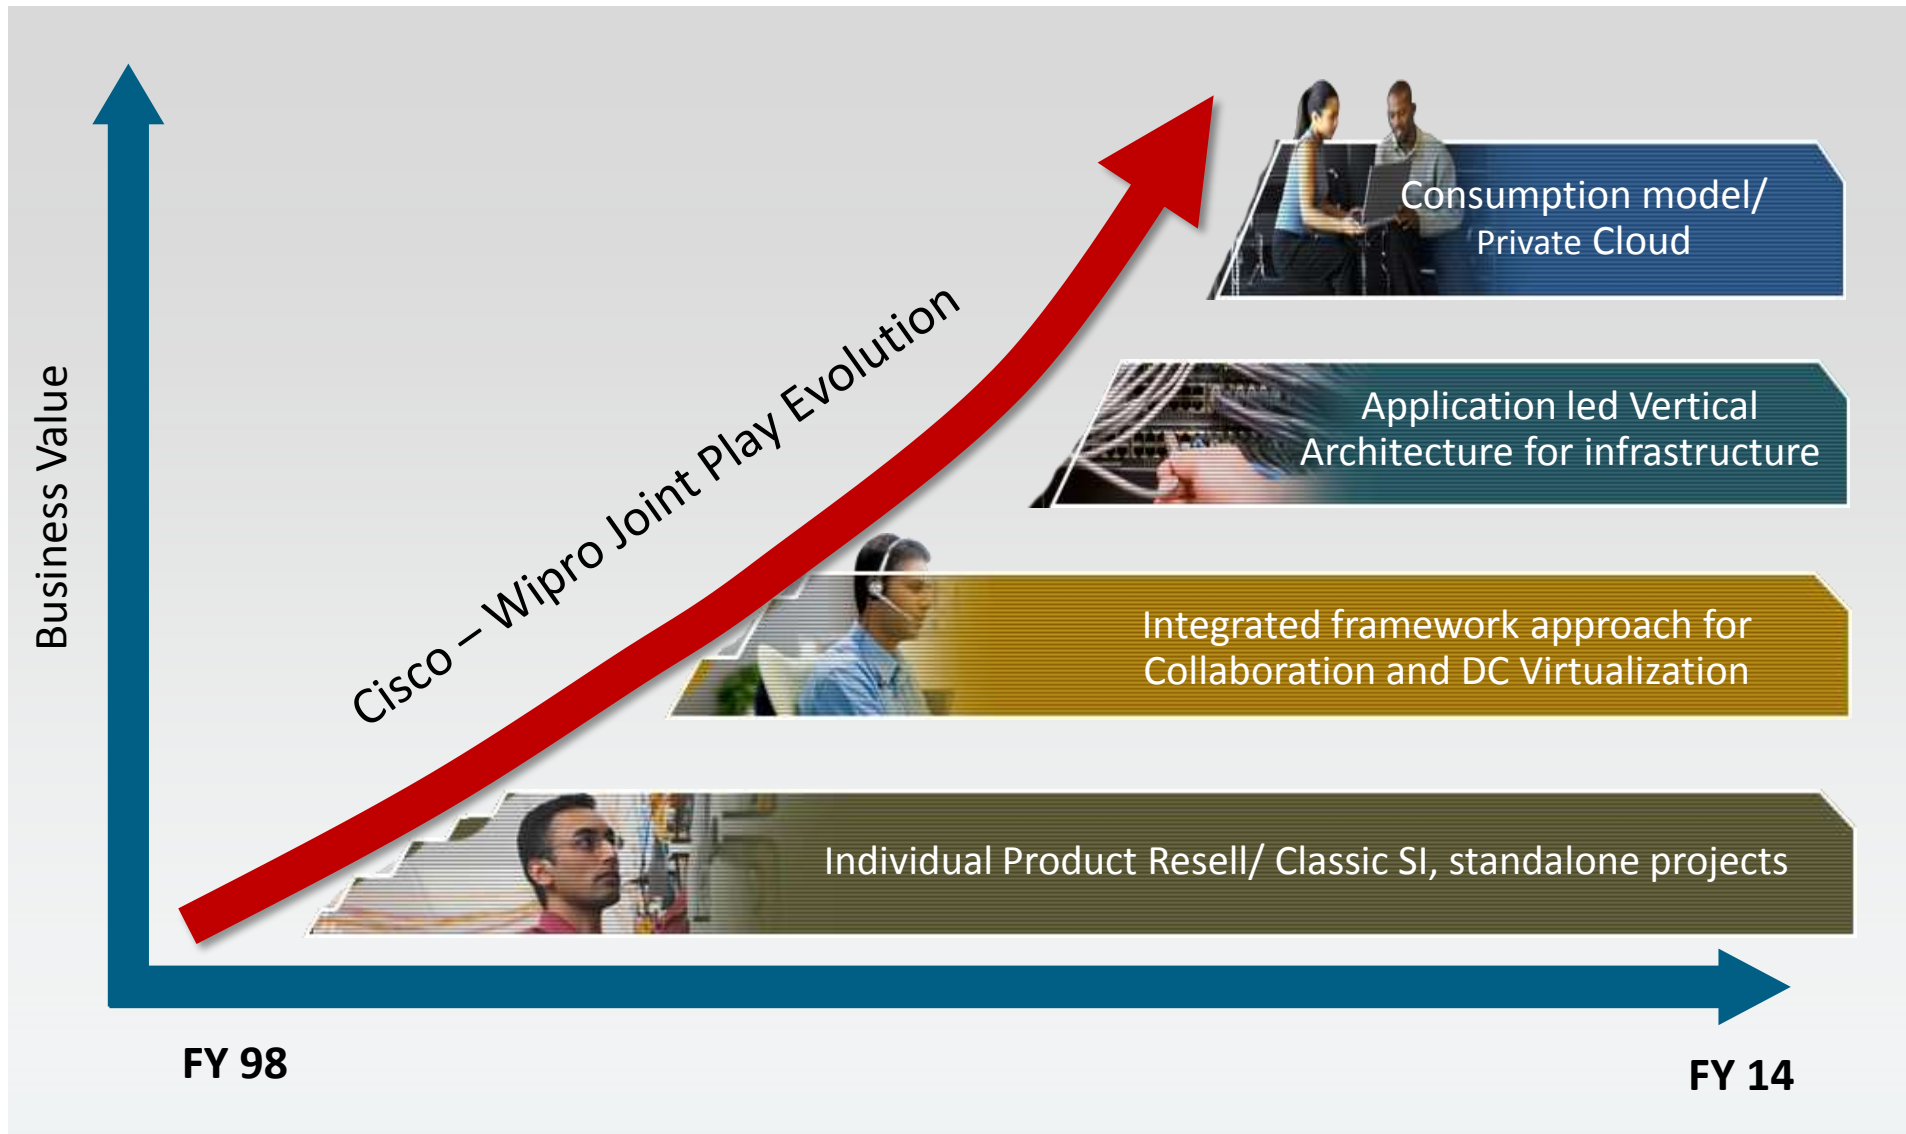 Consumption model/
Private Cloud
Application led Vertical
Architecture for infrastructure
Integrated framework approach for
Collaboration and DC Virtualization
Individual Product Resell/ Classic SI, standalone projects
Cisco – Wipro Joint Play Evolution
Business Value
FY 98
FY 14